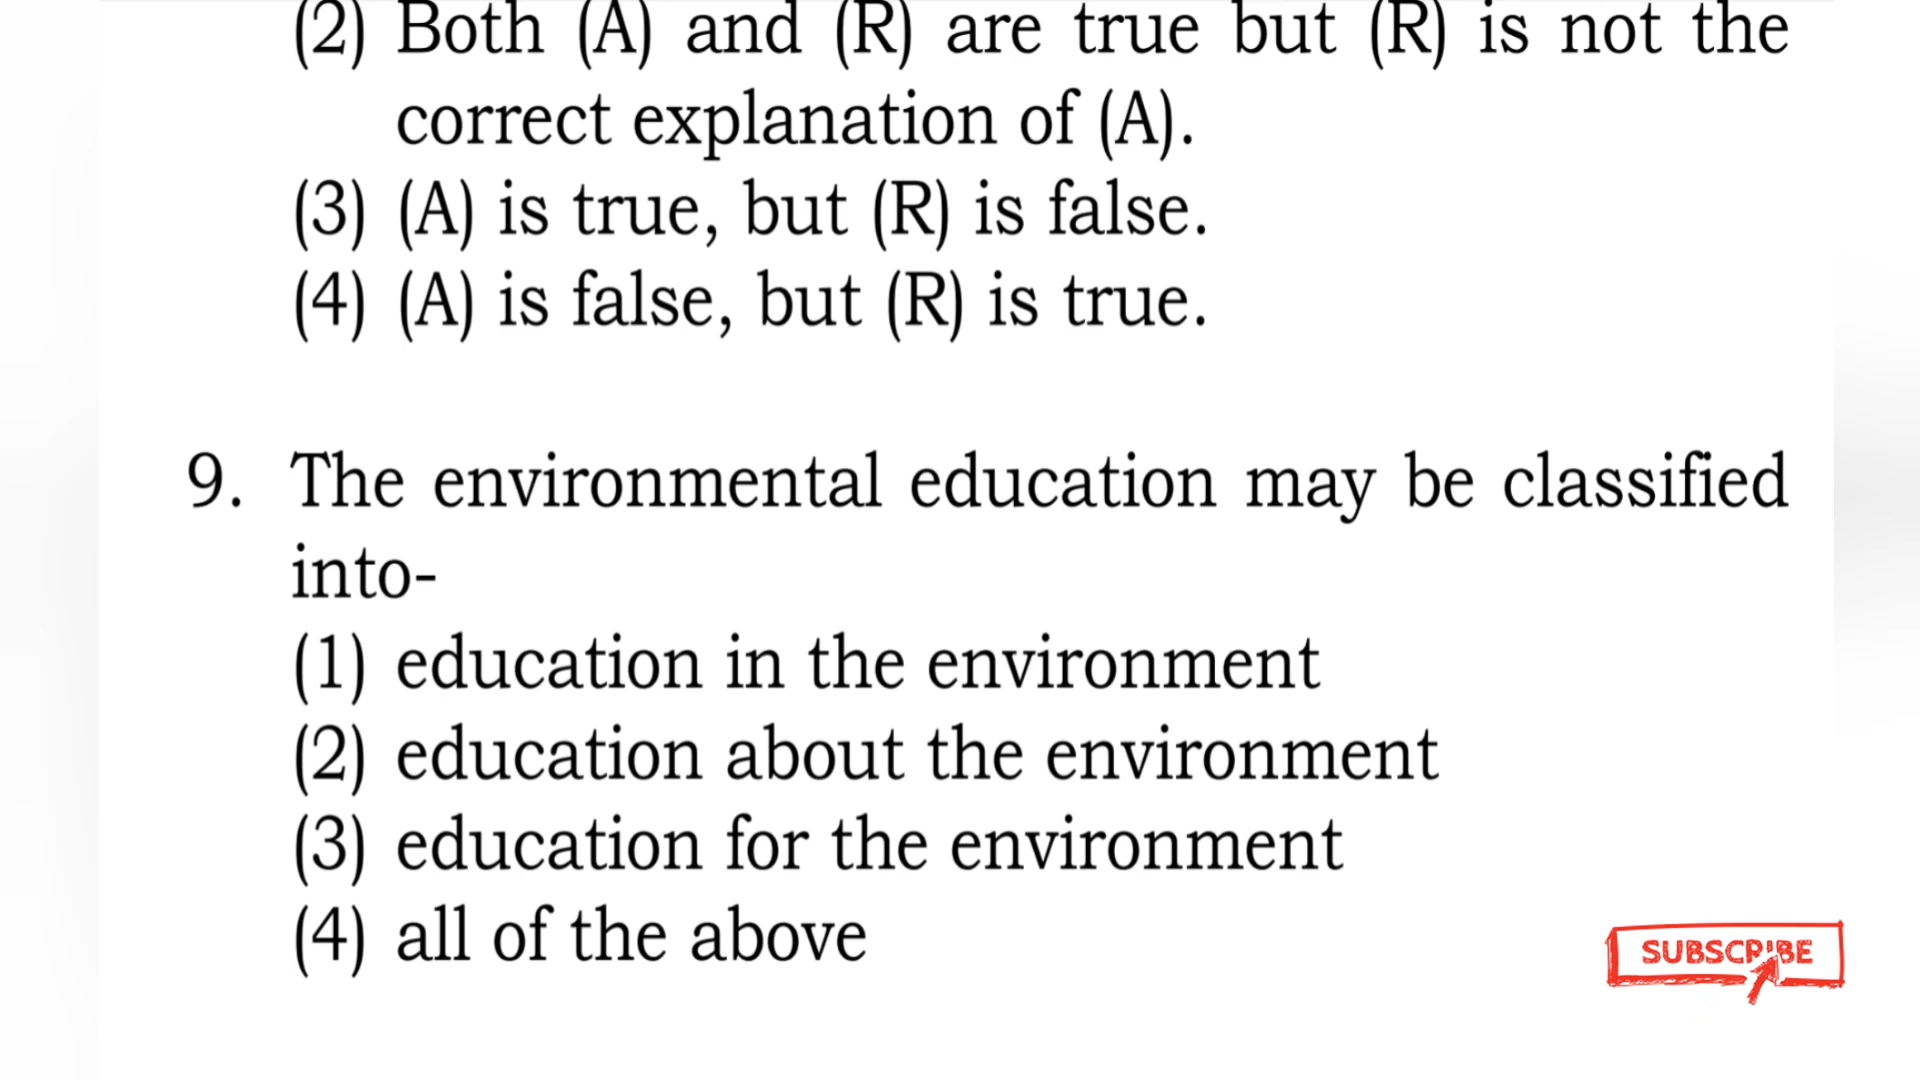 (2) Both (A) and (R) are true but (R) is not the
correct explanation of (A).
(3) (A) is true, but (R) is false.
(4) (A) is false, but (R) is true.
9. The environmental education may be classified
into-
(1) education in the environment
(2) education about the environment
(3) education for the environment
(4) all of the above
SUBSCRIBE